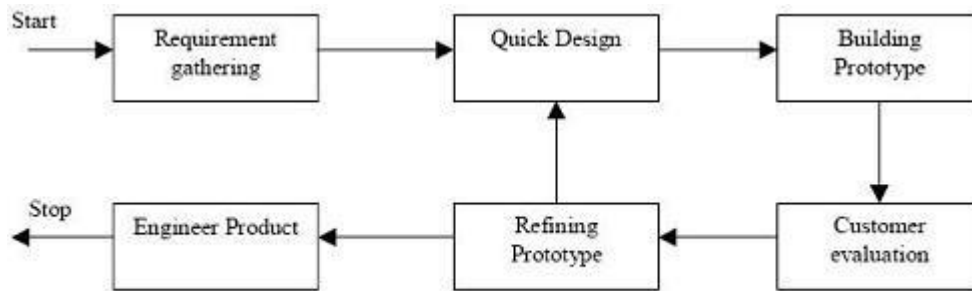 Start
Requirement
gathering
Quick Design
Building
Prototype
Stop
Engineer Product
Refining
Prototype
Customer
evaluation